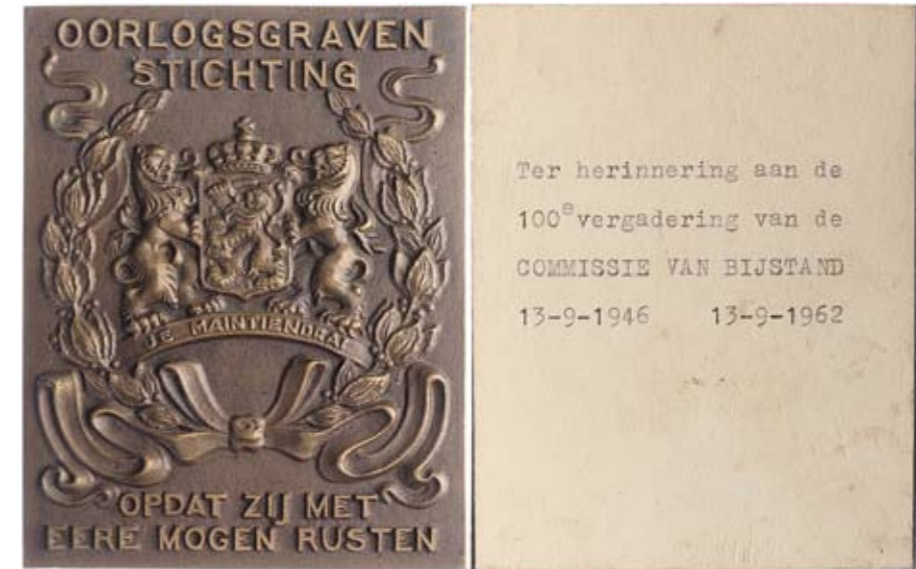 OORLOGSGRAVEN
STICHTING
JE MAINTIENDRAI
OPDAT ZIJ MET
EERE MOGEN RUSTEN
Ter herinnering aan de
100e vergadering van de
COMMISSIE VAN BIJSTAND
13-9-1946 13-9-1962